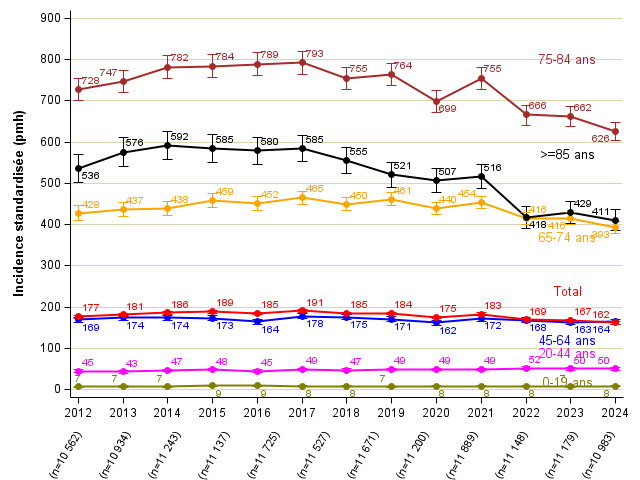 900
800
700
600
500
400
300
200
100
0
Incidence standardisée (pmh)
728 747 782 784 789 793 755 764 699 755 666 662 626
75-84 ans
536 576 592 585 580 585 555 521 507 516 418 429 411
>=85 ans
428 437 438 459 452 465 450 461 440 454 416 416 393
65-74 ans
Total
177 181 186 189 185 191 185 184 175 183 169 167 162
169 174 174 173 164 178 175 171 162 172 168 163 164
45-64 ans
20-44 ans
45 43 47 48 45 49 47 49 49 49 52 50 50
0-19 ans
7 7 7 9 9 8 8 7 8 8 8 7 8
2012 2013 2014 2015 2016 2017 2018 2019 2020 2021 2022 2023 2024
(n=10 562) (n=10 934) (n=11 243) (n=11 137) (n=11 725) (n=11 527) (n=11 671) (n=11 200) (n=11 889) (n=11 148) (n=11 179) (n=10 983)